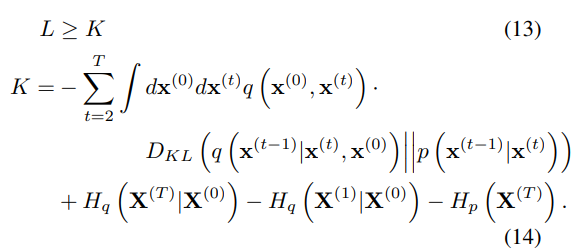 L ≥ K (13)
K = − ∑_{t=2}^{T} ∫ dx^{(0)} dx^{(t)} q (x^{(0)}, x^{(t)}) ·
D_{KL} (q (x^{(t−1)}|x^{(t)}, x^{(0)}) || p (x^{(t−1)}|x^{(t)}))
+ H_q (X^{(T)}|X^{(0)}) − H_q (X^{(1)}|X^{(0)}) − H_p (X^{(T)}) .
(14)